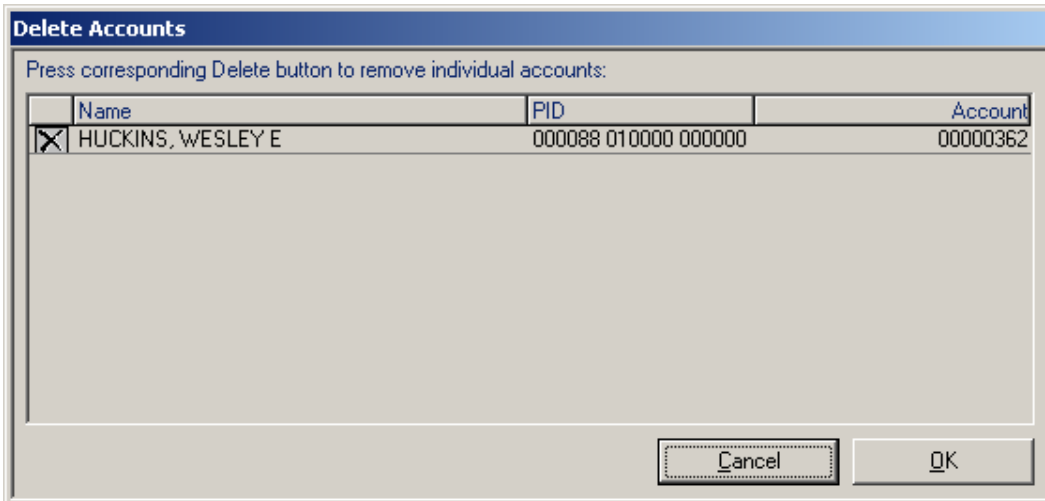 Delete Accounts
Press corresponding Delete button to remove individual accounts:
Name PID Account
HUCKINS, WESLEY E 000088 010000 000000 00000362
Cancel OK